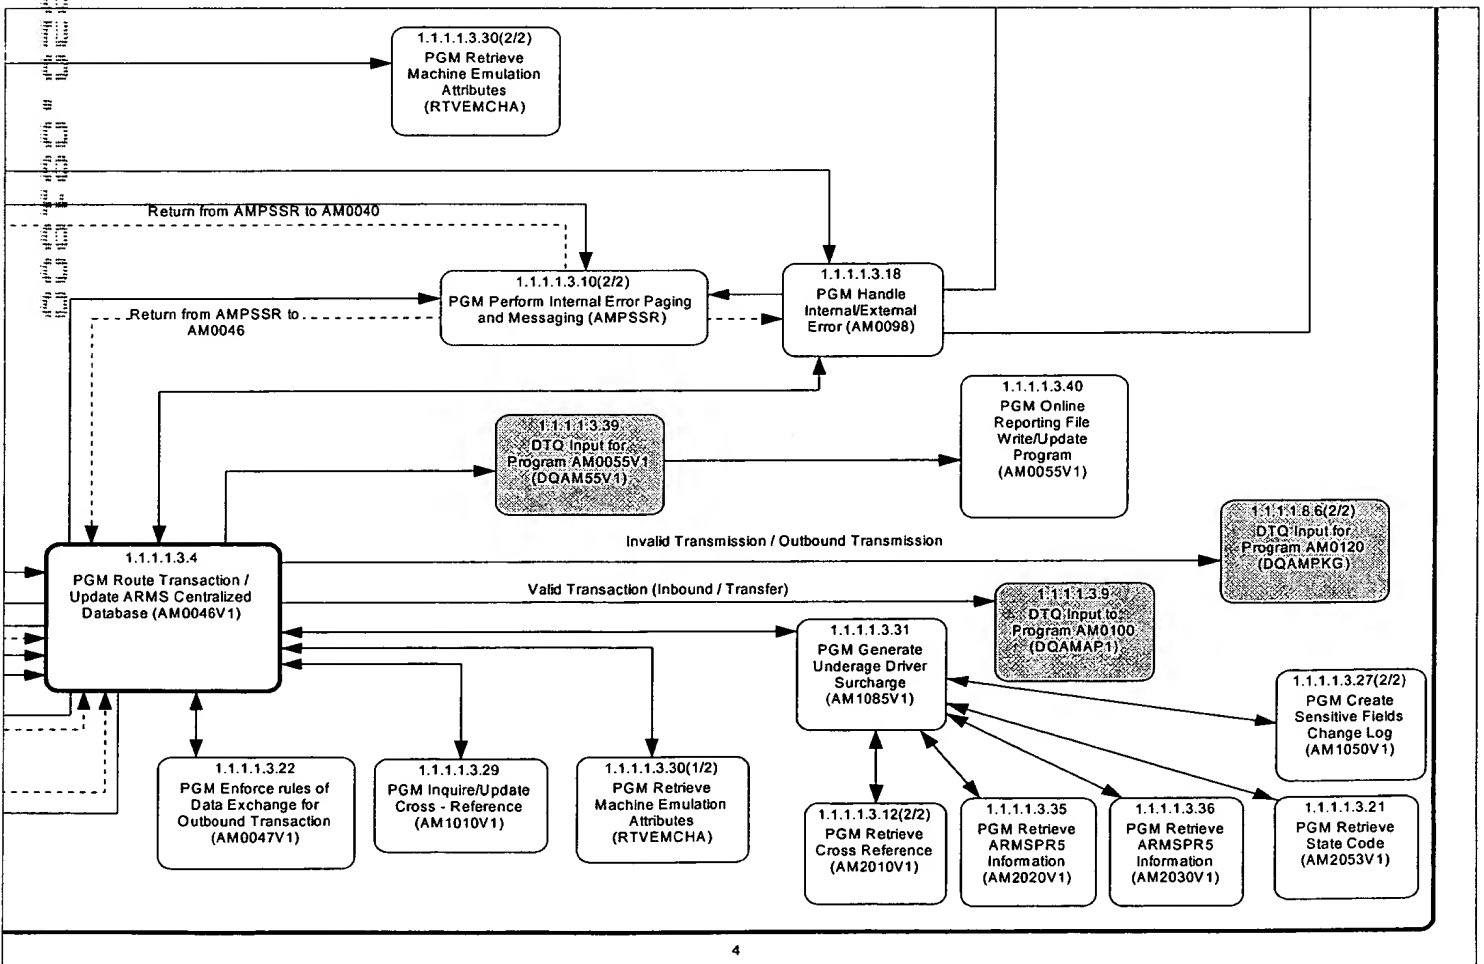 1.1.1.1.3.30(2/2)
PGM Retrieve
Machine Emulation
Attributes
(RTVEMCHA)
Return from AMPSSR to AM0040
1.1.1.1.3.10(2/2)
PGM Perform Internal Error Paging
and Messaging (AMPSSR)
1.1.1.1.3.18
PGM Handle
Internal/External
Error (AM0098)
Return from AMPSSR to
AM0046
1.1.1.1.3.40
PGM Online
Reporting File
Write/Update
Program
(AM0055V1)
1.1.1.1.3.39
DTQ Input for
Program AM0055V1
(DQAM55V1)
1.1.1.1.8.6(2/2)
DTQ Input for
Program AM0120
(DQAMPKG)
Invalid Transmission / Outbound Transmission
1.1.1.1.3.4
PGM Route Transaction /
Update ARMS Centralized
Database (AM0046V1)
Valid Transaction (Inbound / Transfer)
1.1.1.1.3.9
DTQ Input to
Program AM0100
(DQAMAP1)
1.1.1.1.3.31
PGM Generate
Underage Driver
Surcharge
(AM1085V1)
1.1.1.1.3.27(2/2)
PGM Create
Sensitive Fields
Change Log
(AM1050V1)
1.1.1.1.3.22
PGM Enforce rules of
Data Exchange for
Outbound Transaction
(AM0047V1)
1.1.1.1.3.29
PGM Inquire/Update
Cross - Reference
(AM1010V1)
1.1.1.1.3.30(1/2)
PGM Retrieve
Machine Emulation
Attributes
(RTVEMCHA)
1.1.1.1.3.12(2/2)
PGM Retrieve
Cross Reference
(AM2010V1)
1.1.1.1.3.35
PGM Retrieve
ARMSPR5
Information
(AM2020V1)
1.1.1.1.3.36
PGM Retrieve
ARMSPR5
Information
(AM2030V1)
1.1.1.1.3.21
PGM Retrieve
State Code
(AM2053V1)
4